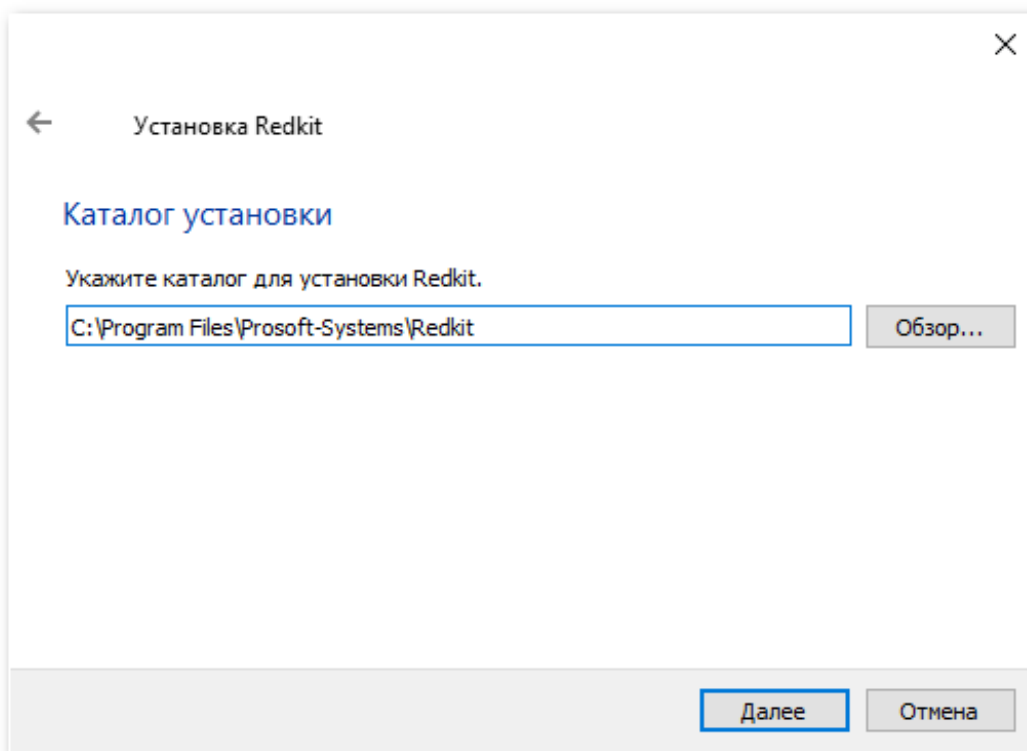 Установка Redkit
Каталог установки
Укажите каталог для установки Redkit.
C:\Program Files\Prosoft-Systems\Redkit
Обзор...
Далее
Отмена